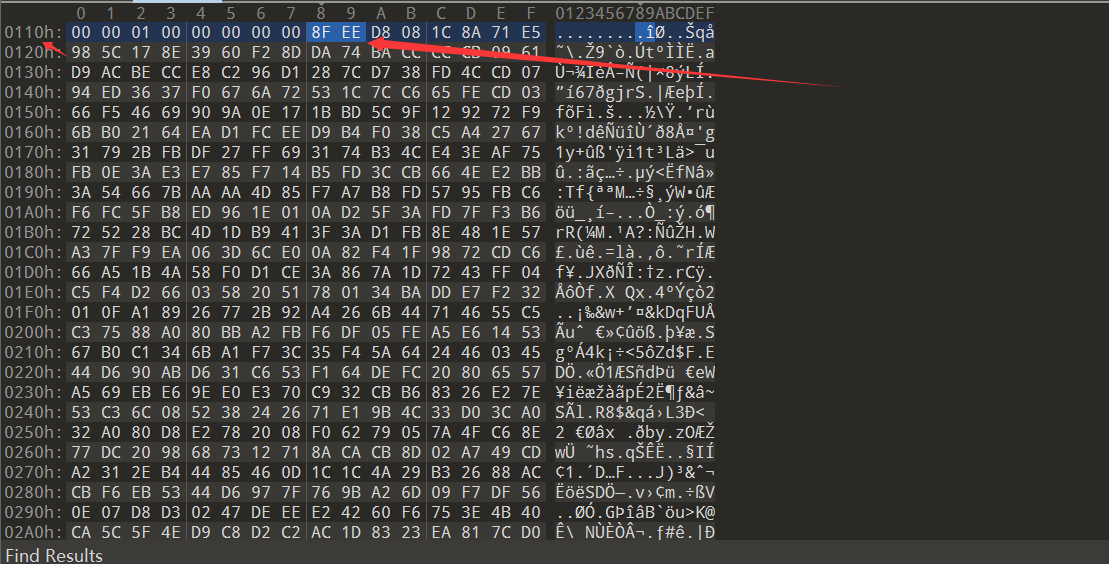 0 1 2 3 4 5 6 7 8 9 A B C D E F 0123456789ABCDEF
0110h: 00 00 01 00 00 00 00 00 8F EE D8 08 1C 8A 71 E5 .........îØ..Šqå
0120h: 98 5C 17 8E 39 60 F2 8D DA 74 BA CC CC CD 09 61 ˜\.Ž9`ò.ÚtºÌÌÍ.a
0130h: D9 AC BE CC E8 C2 96 D1 28 7C D7 38 FD 4C CD 07 Ù¬¾ÌèÂ–Ñ(|×8ýLÍ.
0140h: 94 ED 36 37 F0 67 6A 72 53 1C 7C C6 65 FE CD 03 ”í67ðgjrS.|ÆeþÍ.
0150h: 66 F5 46 69 90 9A 0E 17 1B BD 5C 9F 12 92 72 F9 fõFi.š...½\Ÿ.’rù
0160h: 6B B0 21 64 EA D1 FC EE D9 B4 F0 38 C5 A4 27 67 k°!dêÑüîÙ´ð8Å¤'g
0170h: 31 79 2B FB DF 27 FF 69 31 74 B3 4C E4 3E AF 75 1y+ûß'ÿi1t³Lä>¯u
0180h: FB 0E 3A E3 E7 85 F7 14 B5 FD 3C CB 66 4E E2 BB û.:ãç…÷.µý<ËfNâ»
0190h: 3A 54 66 7B AA AA 4D 85 F7 A7 B8 FD 57 95 FB C6 :Tf{ªªM…÷§¸ýW•ûÆ
01A0h: F6 FC 5F B8 ED 96 1E 01 0A D2 5F 3A FD 7F F3 B6 öü_¸í–...Ò_:ý.ó¶
01B0h: 72 52 28 BC 4D 1D B9 41 3F 3A D1 FB 8E 48 1E 57 rR(¼M.¹A?:ÑûŽH.W
01C0h: A3 7F F9 EA 06 3D 6C E0 0A 82 F4 1F 98 72 CD C6 £.ùê.=là.‚ô.˜rÍÆ
01D0h: 66 A5 1B 4A 58 F0 D1 CE 3A 86 7A 1D 72 43 FF 04 f¥.JXðÑÎ:†z.rCÿ.
01E0h: C5 F4 D2 66 03 58 20 51 78 01 34 BA DD E7 F2 32 ÅôÒf.X Qx.4ºÝçò2
01F0h: 01 0F A1 89 26 77 2B 92 A4 26 6B 44 71 46 55 C5 ..¡‰&w+’¤&kDqFUÅ
0200h: C3 75 88 A0 80 BB A2 FB F6 DF 05 FE A5 E6 14 53 Ãuˆ €»¢ûöß.þ¥æ.S
0210h: 67 B0 C1 34 6B A1 F7 3C 35 F4 5A 64 24 46 03 45 g°Á4k¡÷<5ôZd$F.E
0220h: 44 D6 90 AB D6 31 C6 53 F1 64 DE FC 20 80 65 57 DÖ.«Ö1ÆSñdÞü €eW
0230h: A5 69 EB E6 9E E0 E3 70 C9 32 CB B6 83 26 E2 7E ¥iëæžàãpÉ2Ë¶ƒ&â~
0240h: 53 C3 6C 08 52 38 24 26 71 E1 9B 4C 33 D0 3C A0 SÃl.R8$&qá›L3Ð<
0250h: 32 A0 80 D8 E2 78 20 08 F0 62 79 05 7A 4F C6 8E 2 €Øâx .ðby.zOÆŽ
0260h: 77 DC 20 98 68 73 12 71 8A CA CB 8D 02 A7 49 CD wÜ ˜hs.qŠÊË..§IÍ
0270h: A2 31 2E B4 44 85 46 0D 1C 1C 4A 29 B3 26 88 AC ¢1.´D…F...J)³&ˆ¬
0280h: CB F6 EB 53 44 D6 97 7F 76 9B A2 6D 09 F7 DF 56 ËöëSDÖ—.v›¢m.÷ßV
0290h: 0E 07 D8 D3 02 47 DE EE E2 42 60 F6 75 3E 4B 40 ..ØÓ.GÞîâB`öu>K@
02A0h: CA 5C 5F 4E D9 C8 D2 C2 AC 1D 83 23 EA 81 7C D0 Ê\_NÙÈÒÂ¬.ƒ#ê.|Ð
Find Results